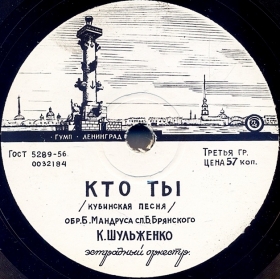 ГУМП - ЛЕНИНГРАД
ГОСТ 5289-56
0032184
ТРЕТЬЯ ГР.
ЦЕНА 57 КОП.
КТО ТЫ
/КУБИНСКАЯ ПЕСНЯ/
ОБР.Б.МАНДРУСА СЛ.Б.БРЯНСКОГО
К.ШУЛЬЖЕНКО
эстрадный оркестр.